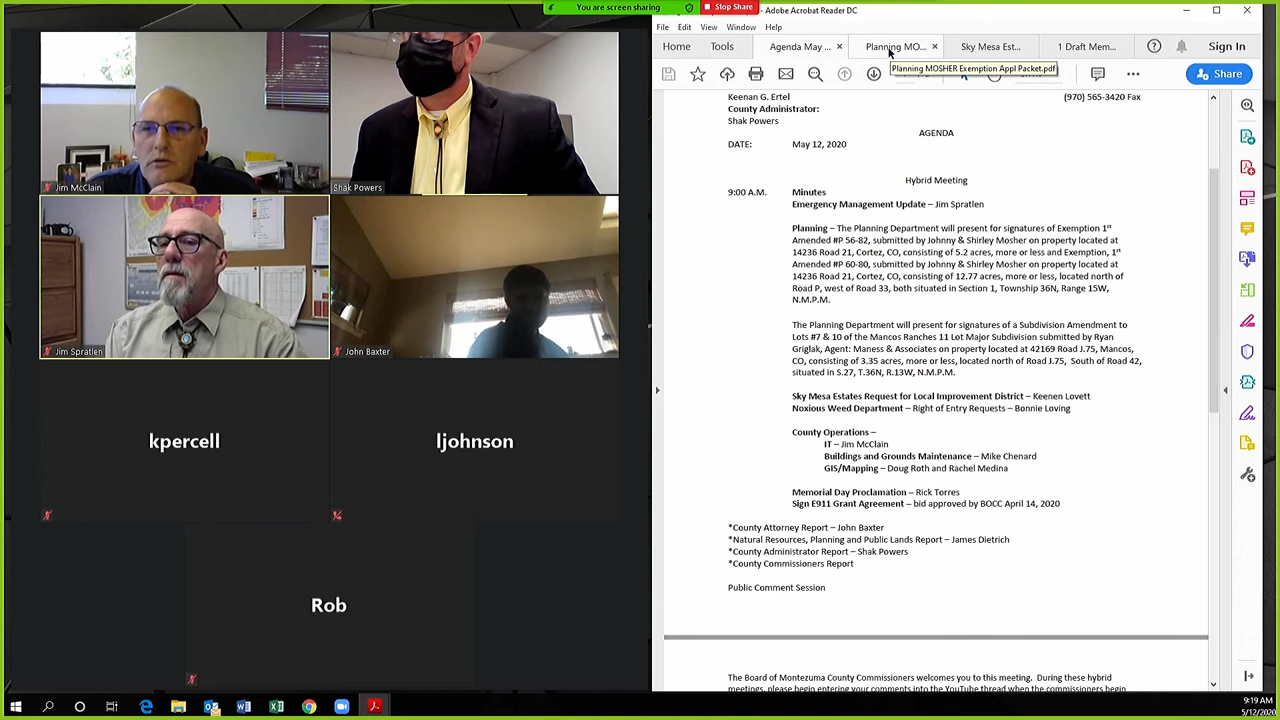 You are screen sharing
Stop Share
- Adobe Acrobat Reader DC
File Edit View Window Help
Home Tools Agenda May ... × Planning MO... × Sky Mesa Est... 1 Draft Mem... Sign In
Planning MOSHER Exemption Appl Packet.pdf
Share
Keenan G. Ertel (970) 565-3420 Fax
County Administrator:
Shak Powers
AGENDA
DATE: May 12, 2020
Hybrid Meeting
9:00 A.M. Minutes
Emergency Management Update – Jim Spratlen
Planning – The Planning Department will present for signatures of Exemption 1st
Amended #P 56-82, submitted by Johnny & Shirley Mosher on property located at
14236 Road 21, Cortez, CO, consisting of 5.2 acres, more or less and Exemption, 1st
Amended #P 60-80, submitted by Johnny & Shirley Mosher on property located at
14236 Road 21, Cortez, CO, consisting of 12.77 acres, more or less, located north of
Road P, west of Road 33, both situated in Section 1, Township 36N, Range 15W,
N.M.P.M.
The Planning Department will present for signatures of a Subdivision Amendment to
Lots #7 & 10 of the Mancos Ranches 11 Lot Major Subdivision submitted by Ryan
Griglak, Agent: Maness & Associates on property located at 42169 Road J.75, Mancos,
CO, consisting of 3.35 acres, more or less, located north of Road J.75, South of Road 42,
situated in S.27, T.36N, R.13W, N.M.P.M.
Sky Mesa Estates Request for Local Improvement District – Keenen Lovett
Noxious Weed Department – Right of Entry Requests – Bonnie Loving
County Operations –
IT – Jim McClain
Buildings and Grounds Maintenance – Mike Chenard
GIS/Mapping – Doug Roth and Rachel Medina
Memorial Day Proclamation – Rick Torres
Sign E911 Grant Agreement – bid approved by BOCC April 14, 2020
*County Attorney Report – John Baxter
*Natural Resources, Planning and Public Lands Report – James Dietrich
*County Administrator Report – Shak Powers
*County Commissioners Report
Public Comment Session
The Board of Montezuma County Commissioners welcomes you to this meeting. During these hybrid
meetings, please begin entering your comments into the YouTube thread when the commissioners begin
Jim McClain
Shak Powers
Jim Spratlen
John Baxter
kpercell
ljohnson
Rob
9:19 AM
5/12/2020